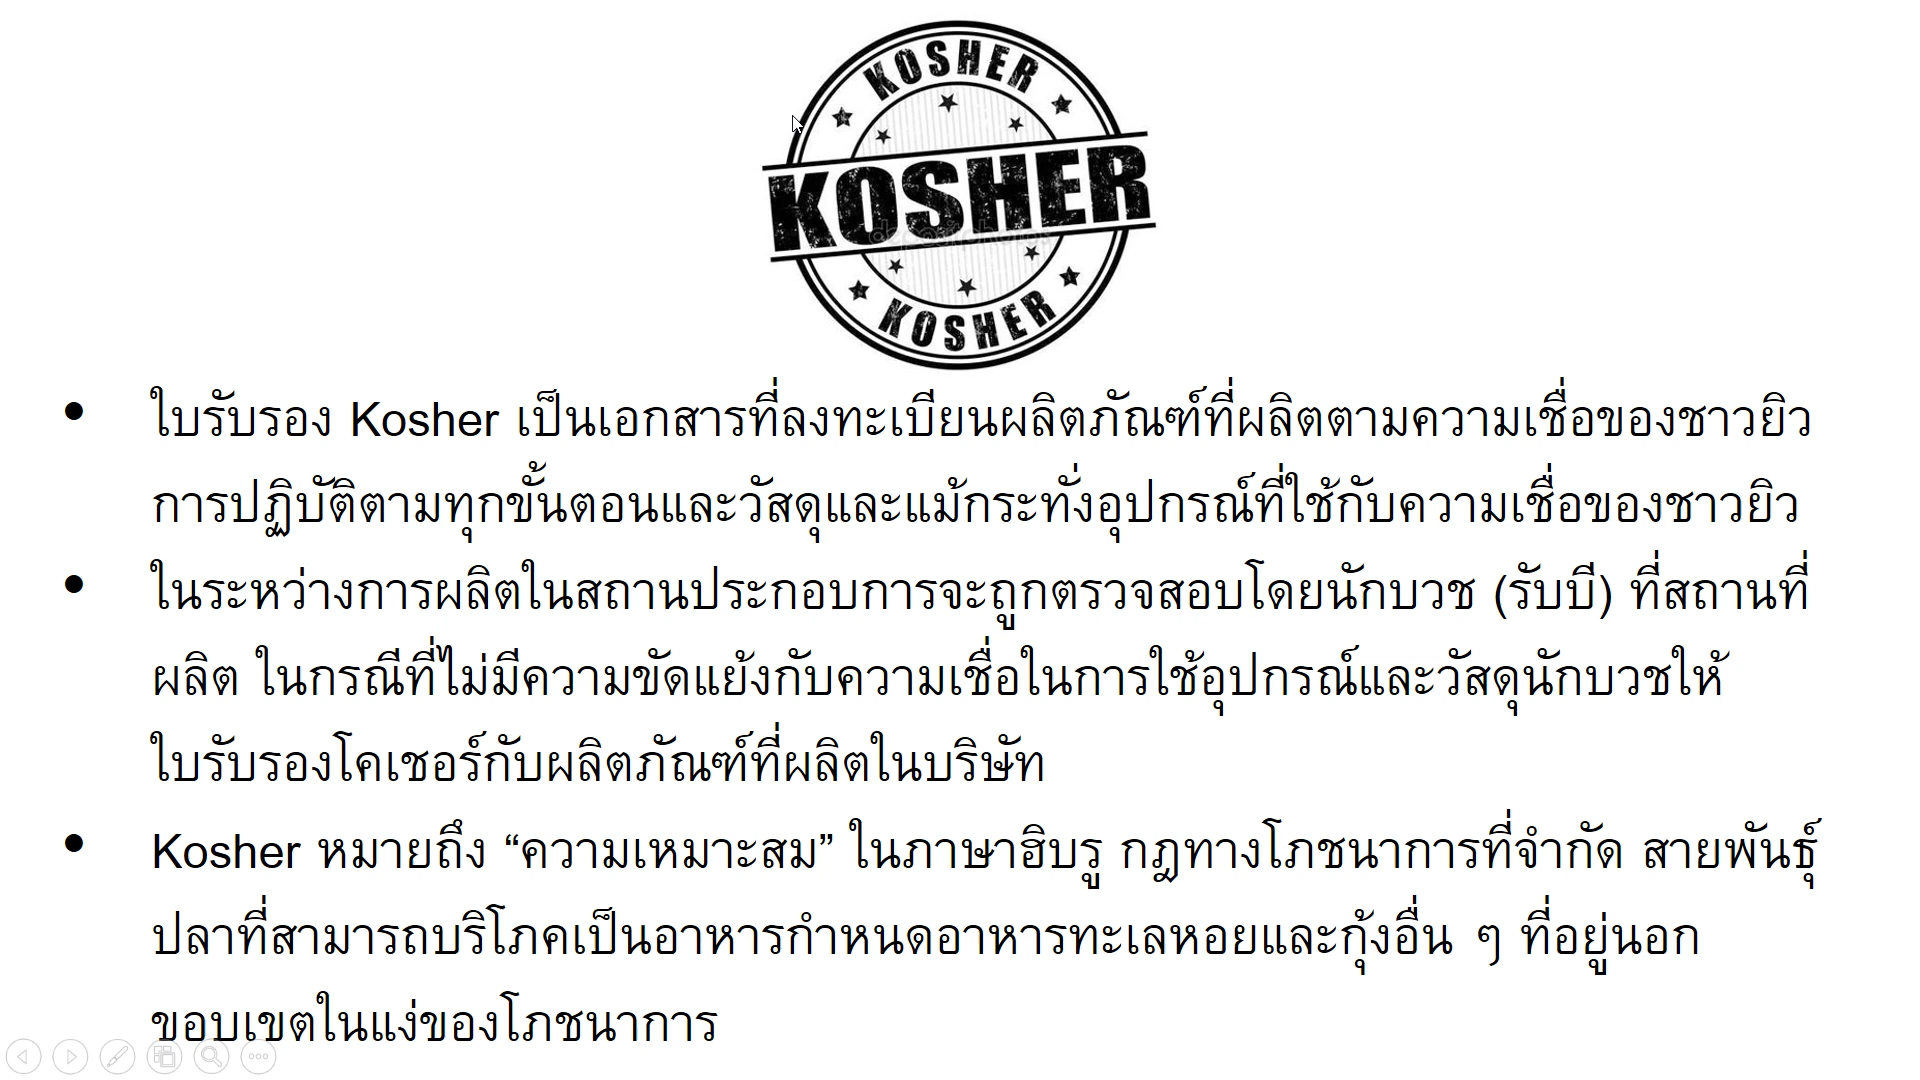 KOSHER
KOSHER
depositphotos
KOSHER
• ใบรับรอง Kosher เป็นเอกสารที่ลงทะเบียนผลิตภัณฑ์ที่ผลิตตามความเชื่อของชาวยิว
การปฏิบัติตามทุกขั้นตอนและวัสดุและแม้กระทั่งอุปกรณ์ที่ใช้กับความเชื่อของชาวยิว
• ในระหว่างการผลิตในสถานประกอบการจะถูกตรวจสอบโดยนักบวช (รับบี) ที่สถานที่
ผลิต ในกรณีที่ไม่มีความขัดแย้งกับความเชื่อในการใช้อุปกรณ์และวัสดุนักบวชให้
ใบรับรองโคเชอร์กับผลิตภัณฑ์ที่ผลิตในบริษัท
• Kosher หมายถึง “ความเหมาะสม” ในภาษาฮิบรู กฎทางโภชนาการที่จำกัด สายพันธุ์
ปลาที่สามารถบริโภคเป็นอาหารกำหนดอาหารทะเลหอยและกุ้งอื่น ๆ ที่อยู่นอก
ขอบเขตในแง่ของโภชนาการ